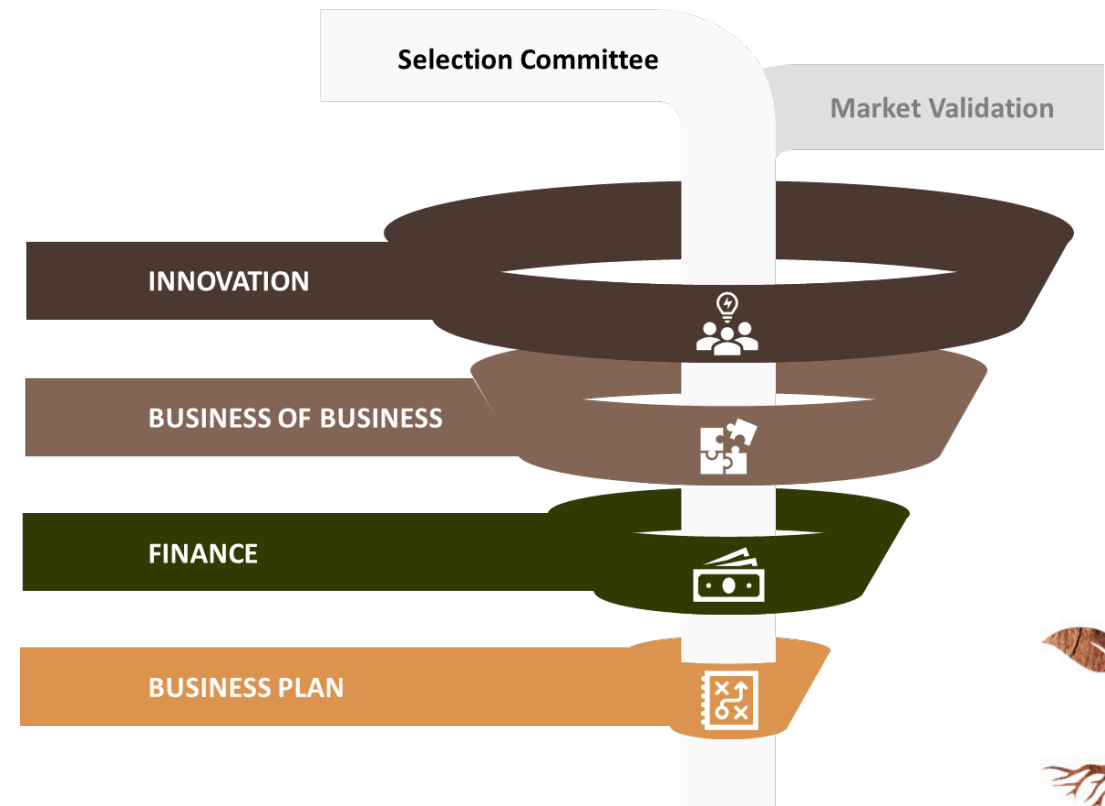 Selection Committee
Market Validation
INNOVATION
BUSINESS OF BUSINESS
FINANCE
BUSINESS PLAN